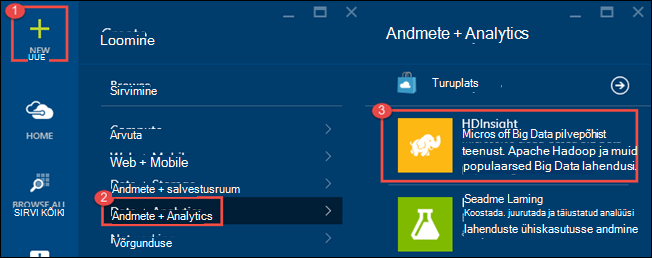 1
NEW
UUE
HOME
BROWSE ALL
SIRVI KÕIKI
Create
Loomine
Browse
Sirvimine
Compute
Arvuta
Web + Mobile
Andmete + salvestusruum
2
Data + Analytics
Andmete + Analytics
Võrgunduse
Andmete + Analytics
Turuplats
3
HDInsight
Micros off Big Data pilvepõhist
teenust. Apache Hadoop ja muid
populaarsed Big Data lahendusi.
Seadme Laming
Koostada. juurutada ja täiustatud analüüsi
lahenduste ühiskasutusse andmine